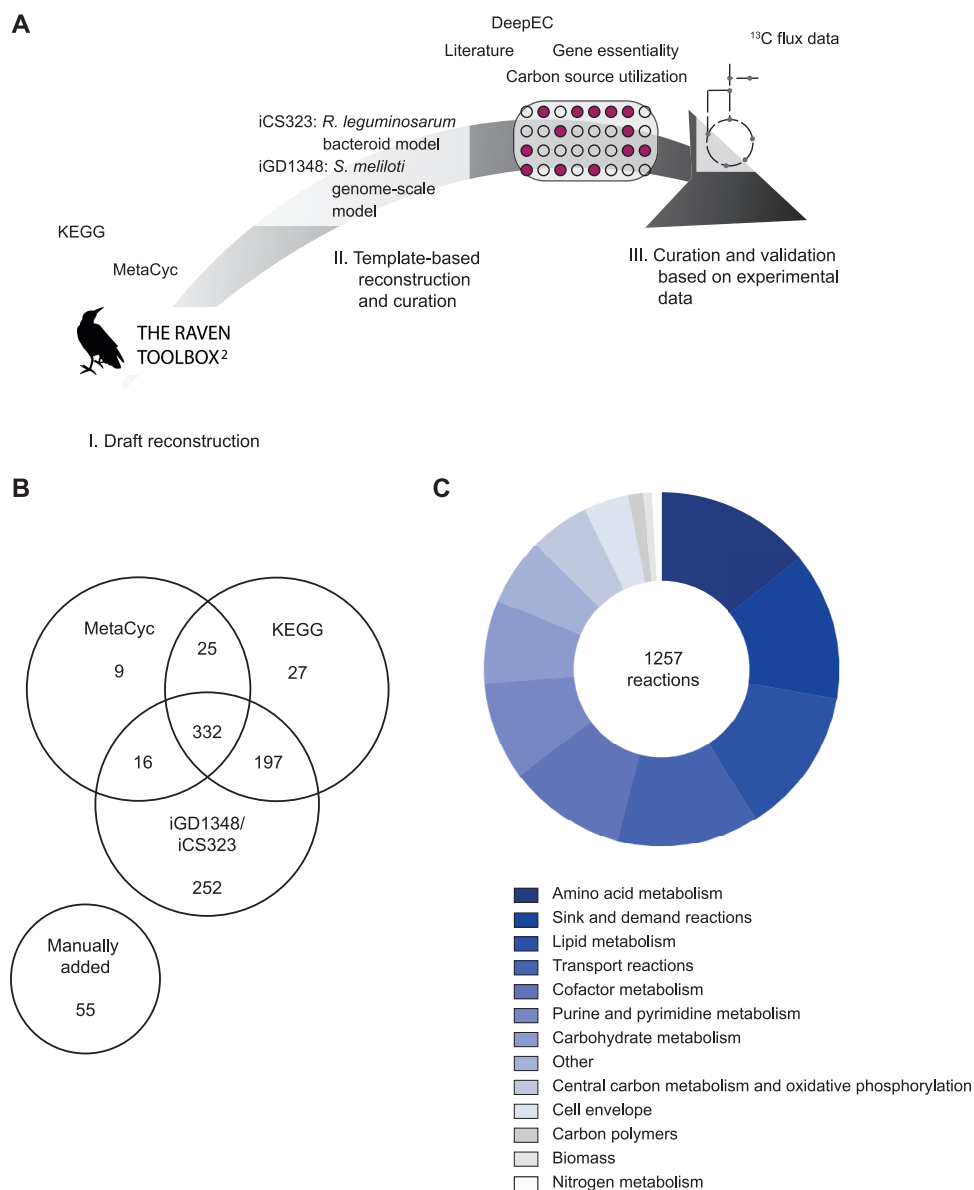 A
DeepEC
Literature
Gene essentiality
Carbon source utilization
13C flux data
iCS323: R. leguminosarum
bacteroid model
iGD1348: S. meliloti
genome-scale
model
KEGG
MetaCyc
THE RAVEN
TOOLBOX2
I. Draft reconstruction
II. Template-based
reconstruction
and curation
III. Curation and validation
based on experimental
data
B
MetaCyc
9
25
KEGG
27
332
16
197
iGD1348/
iCS323
252
Manually
added
55
C
1257
reactions
Amino acid metabolism
Sink and demand reactions
Lipid metabolism
Transport reactions
Cofactor metabolism
Purine and pyrimidine metabolism
Carbohydrate metabolism
Other
Central carbon metabolism and oxidative phosphorylation
Cell envelope
Carbon polymers
Biomass
Nitrogen metabolism